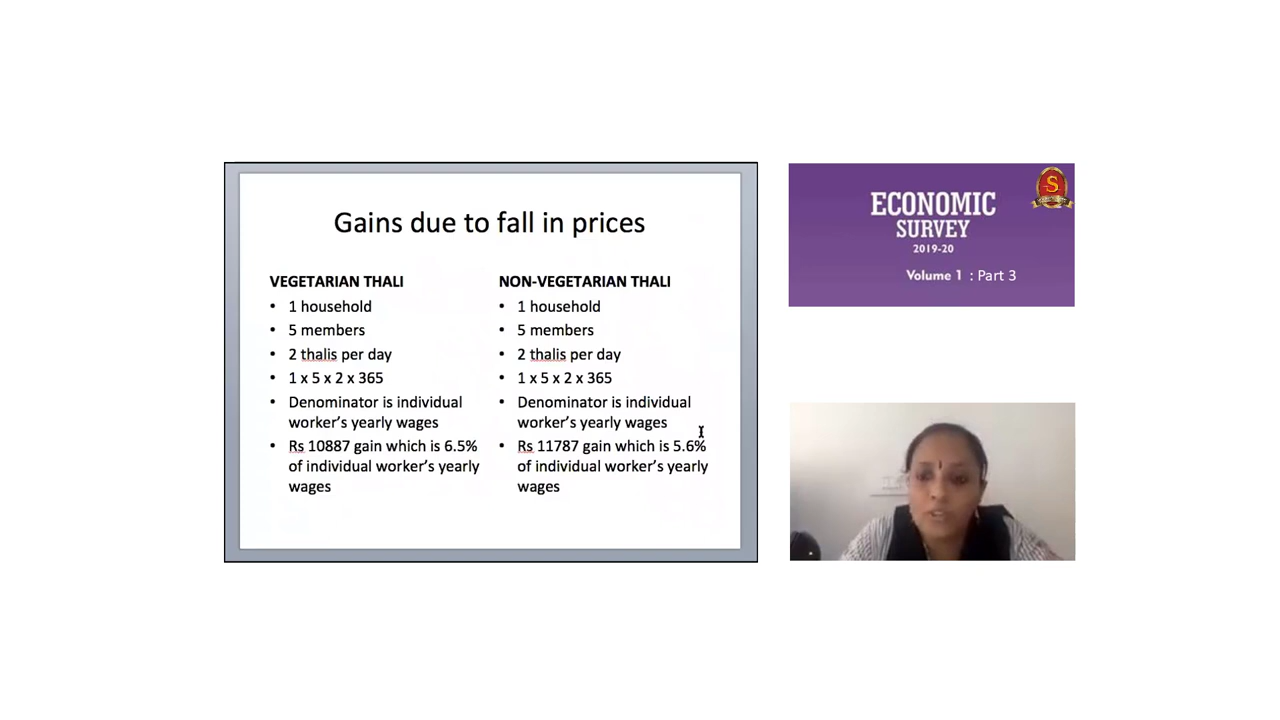 Gains due to fall in prices
VEGETARIAN THALI
• 1 household
• 5 members
• 2 thalis per day
• 1 x 5 x 2 x 365
• Denominator is individual
worker's yearly wages
• Rs 10887 gain which is 6.5%
of individual worker's yearly
wages
NON-VEGETARIAN THALI
• 1 household
• 5 members
• 2 thalis per day
• 1 x 5 x 2 x 365
• Denominator is individual
worker's yearly wages
• Rs 11787 gain which is 5.6%
of individual worker's yearly
wages
S
ECONOMIC
SURVEY
2019-20
Volume 1 : Part 3